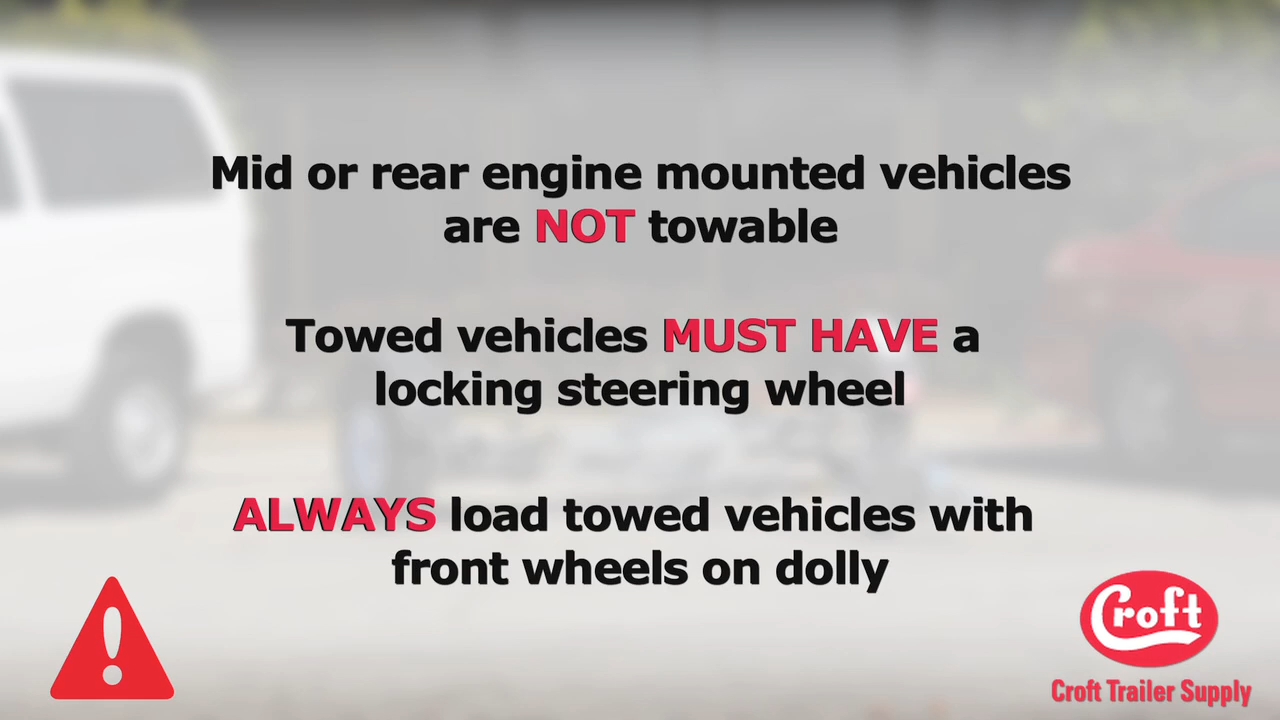 Mid or rear engine mounted vehicles
are NOT towable
Towed vehicles MUST HAVE a
locking steering wheel
ALWAYS load towed vehicles with
front wheels on dolly
Croft
Croft Trailer Supply